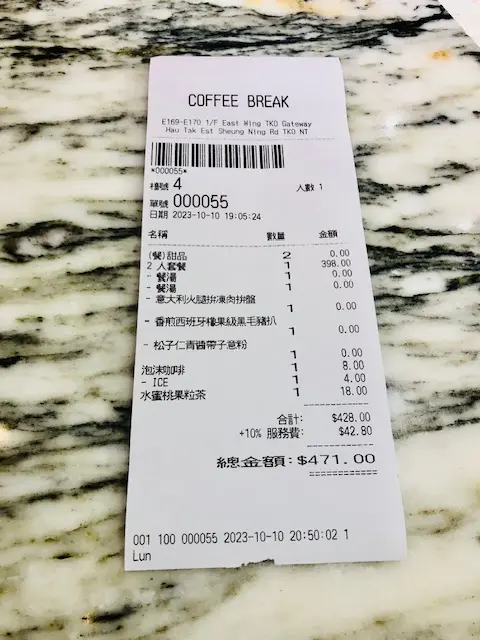 COFFEE BREAK
E169-E170 1/F East Wing TKO Gateway
Hau Tak Est Sheung Ning Rd TKO NT
*000055*
檯號 4 人數 1
單號 000055
日期 2023-10-10 19:05:24
名稱 數量 金額
(餐)甜品 2 0.00
2 人套餐 1 398.00
- 餐湯 1 0.00
- 餐湯 1 0.00
- 意大利火腿拼凍肉拼盤
1 0.00
- 香煎西班牙橡果級黑毛豬扒
1 0.00
- 松子仁青醬帶子意粉
1 0.00
泡沫咖啡 1 8.00
- ICE 1 4.00
水蜜桃果粒茶 1 18.00
合計: $428.00
+10% 服務費: $42.80
總金額: $471.00
001 100 000055 2023-10-10 20:50:02 1
Lun